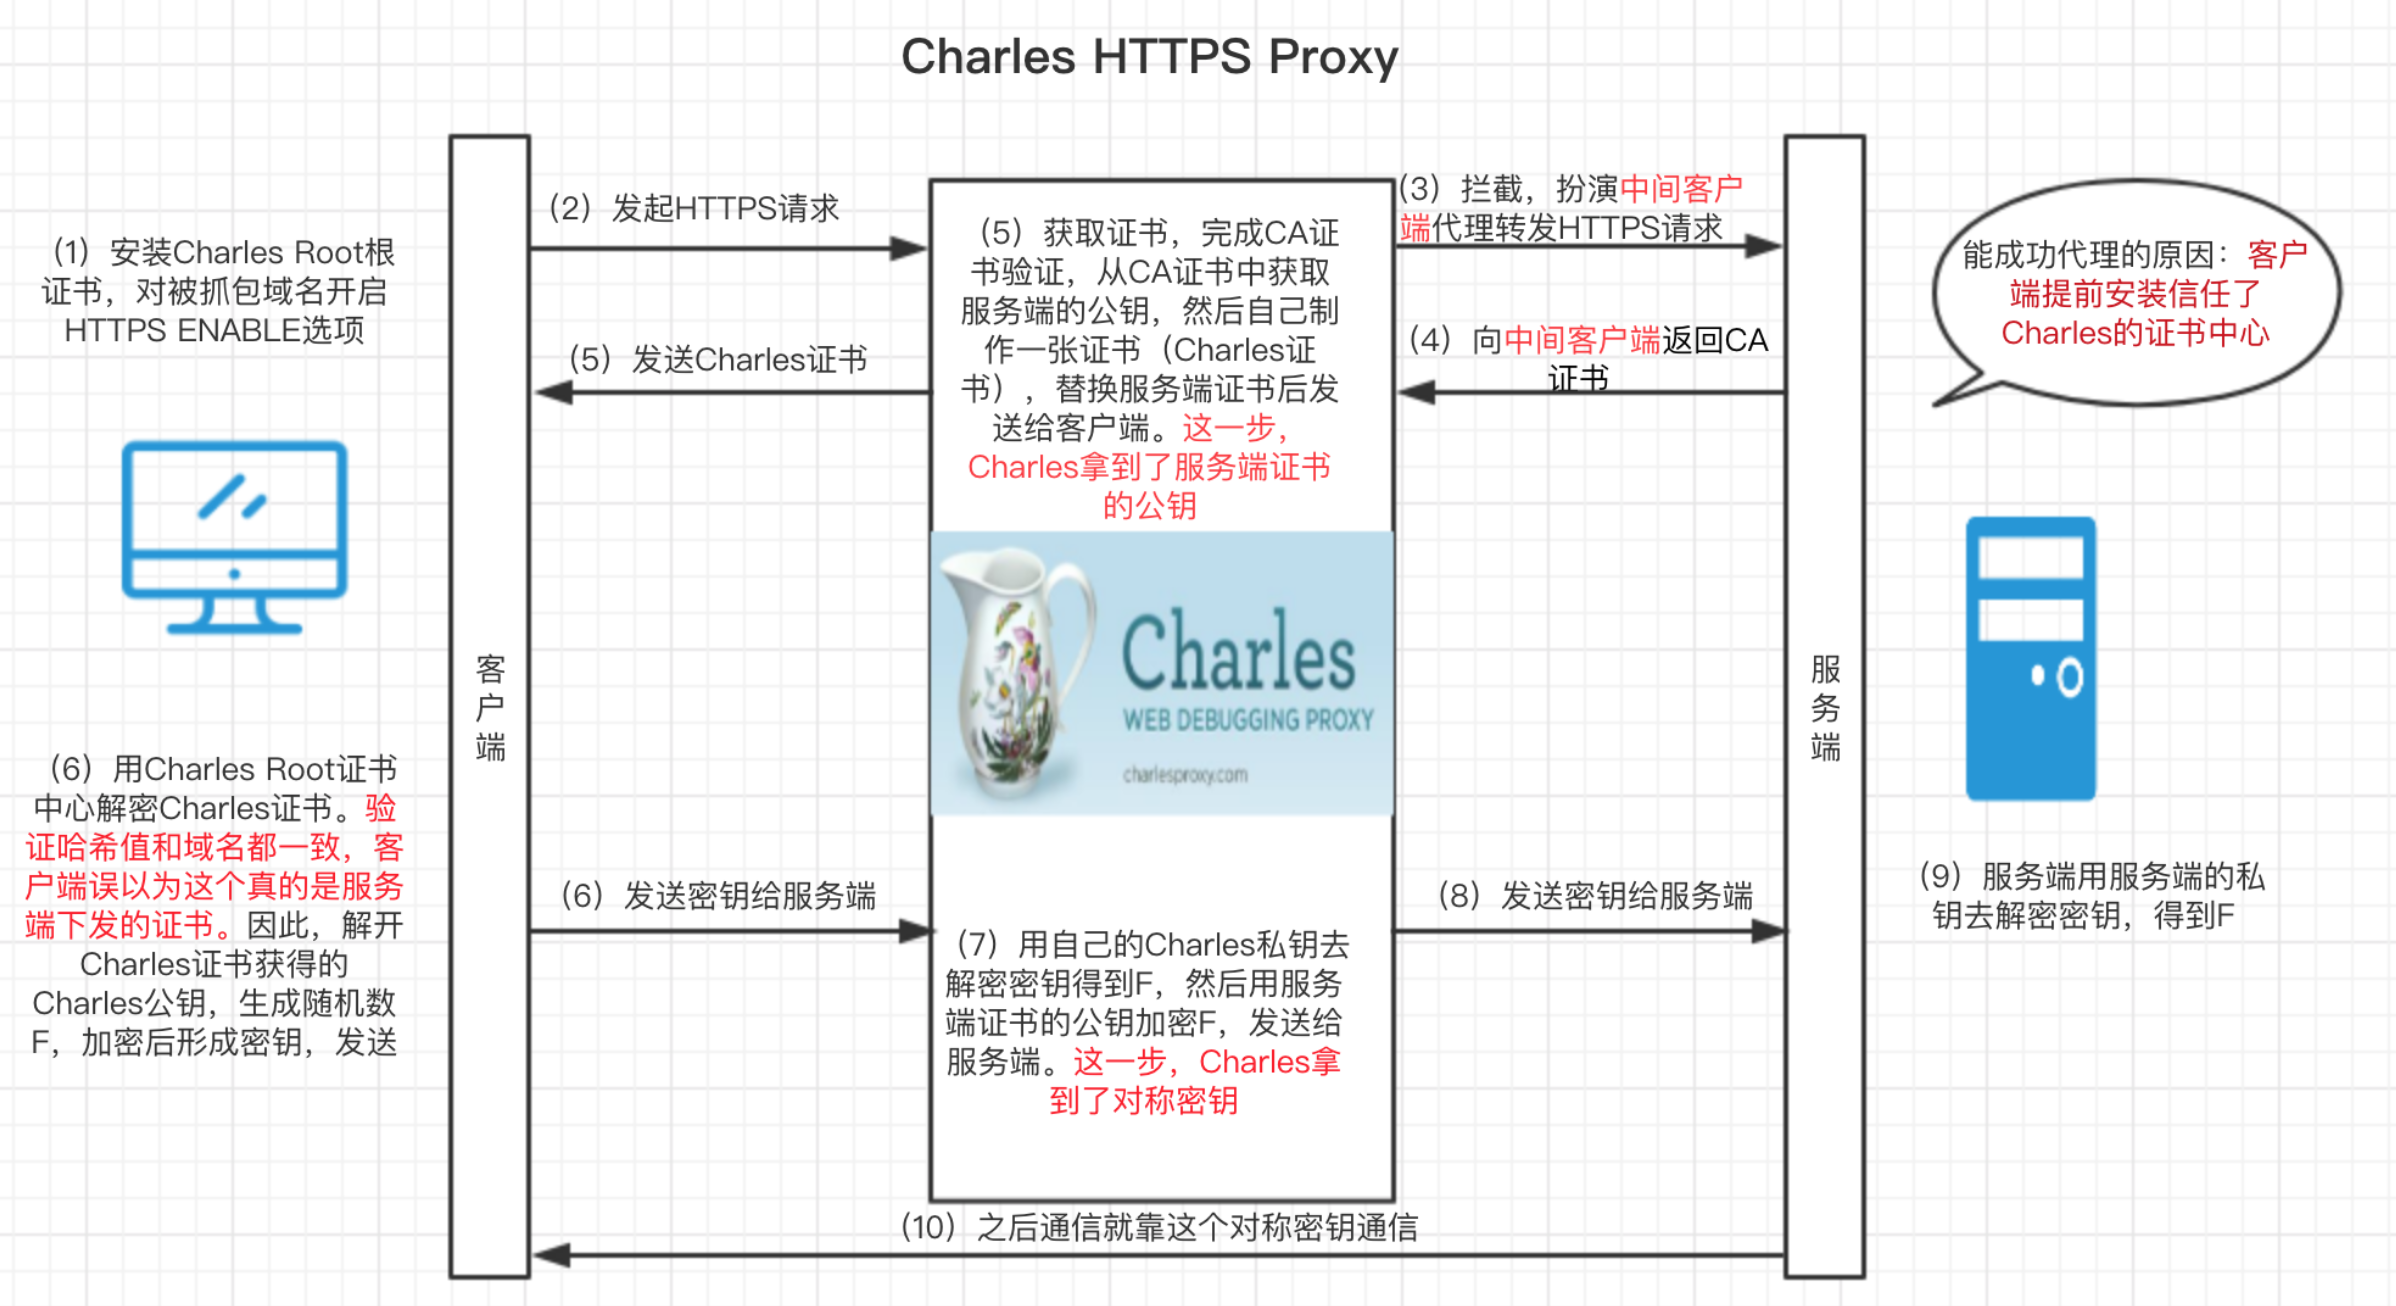 Charles HTTPS Proxy
（1）安装Charles Root根
证书，对被抓包域名开启
HTTPS ENABLE选项
（2）发起HTTPS请求
（3）拦截，扮演中间客户
端代理转发HTTPS请求
（4）向中间客户端返回CA
证书
（5）获取证书，完成CA证
书验证，从CA证书中获取
服务端的公钥，然后自己制
作一张证书（Charles证
书），替换服务端证书后发
送给客户端。这一步，
Charles拿到了服务端证书
的公钥
（5）发送Charles证书
能成功代理的原因：客户
端提前安装信任了
Charles的证书中心
Charles
WEB DEBUGGING PROXY
charlesproxy.com
客
户
端
服
务
端
（6）用Charles Root证书
中心解密Charles证书。验
证哈希值和域名都一致，客
户端误以为这个真的是服务
端下发的证书。因此，解开
Charles证书获得的
Charles公钥，生成随机数
F，加密后形成密钥，发送
（6）发送密钥给服务端
（7）用自己的Charles私钥去
解密密钥得到F，然后用服务
端证书的公钥加密F，发送给
服务端。这一步，Charles拿
到了对称密钥
（8）发送密钥给服务端
（9）服务端用服务端的私
钥去解密密钥，得到F
（10）之后通信就靠这个对称密钥通信